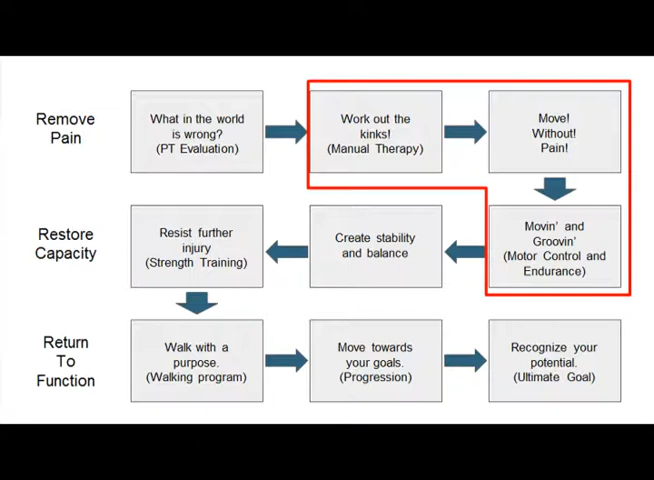 Remove
Pain
What in the world
is wrong?
(PT Evaluation)
Work out the
kinks!
(Manual Therapy)
Move!
Without!
Pain!
Restore
Capacity
Resist further
injury
(Strength Training)
Create stability
and balance
Movin' and
Groovin'
(Motor Control and
Endurance)
Return
To
Function
Walk with a
purpose.
(Walking program)
Move towards
your goals.
(Progression)
Recognize your
potential.
(Ultimate Goal)